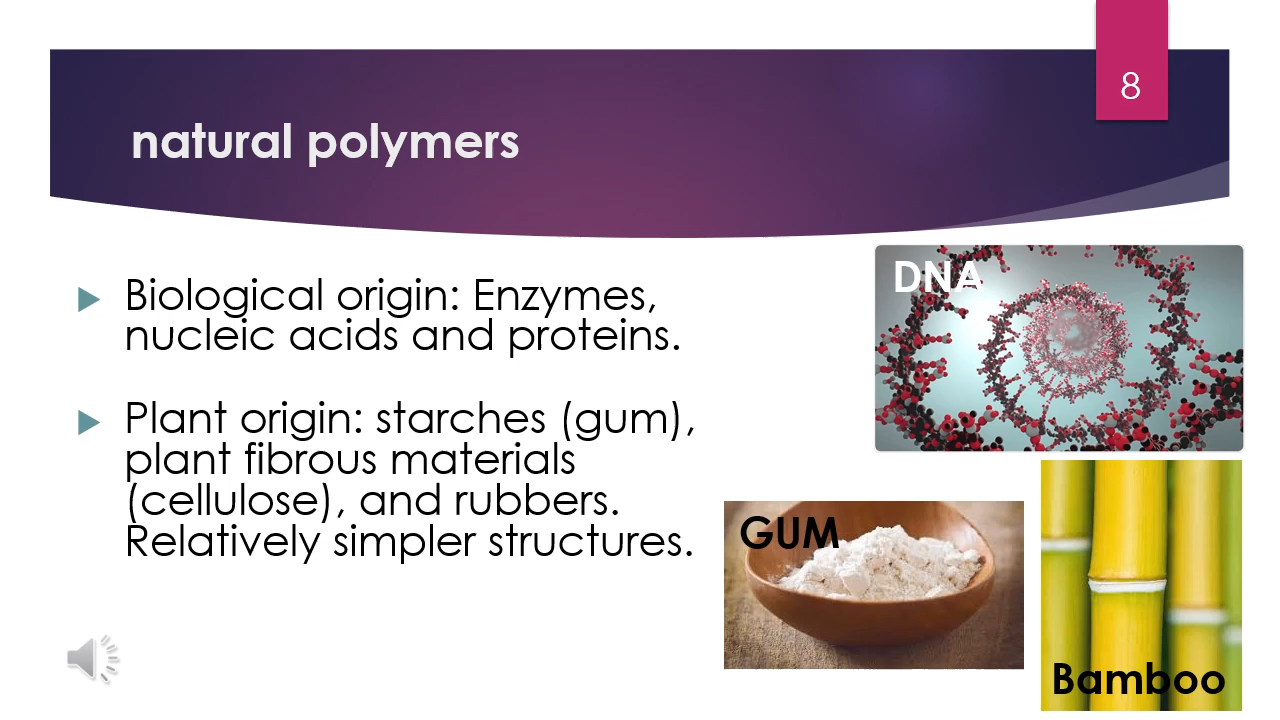 8
natural polymers
Biological origin: Enzymes,
nucleic acids and proteins.
Plant origin: starches (gum),
plant fibrous materials
(cellulose), and rubbers.
Relatively simpler structures.
DNA
GUM
Bamboo